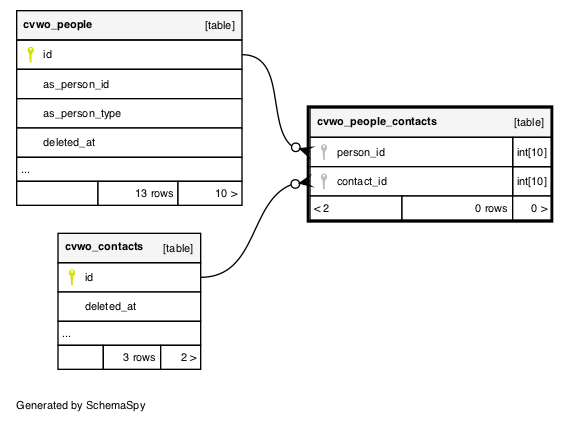 cvwo_people [table]
id
as_person_id
as_person_type
deleted_at
...
13 rows 10 >
cvwo_people_contacts [table]
person_id int[10]
contact_id int[10]
< 2 0 rows 0 >
cvwo_contacts [table]
id
deleted_at
...
3 rows 2 >
Generated by SchemaSpy